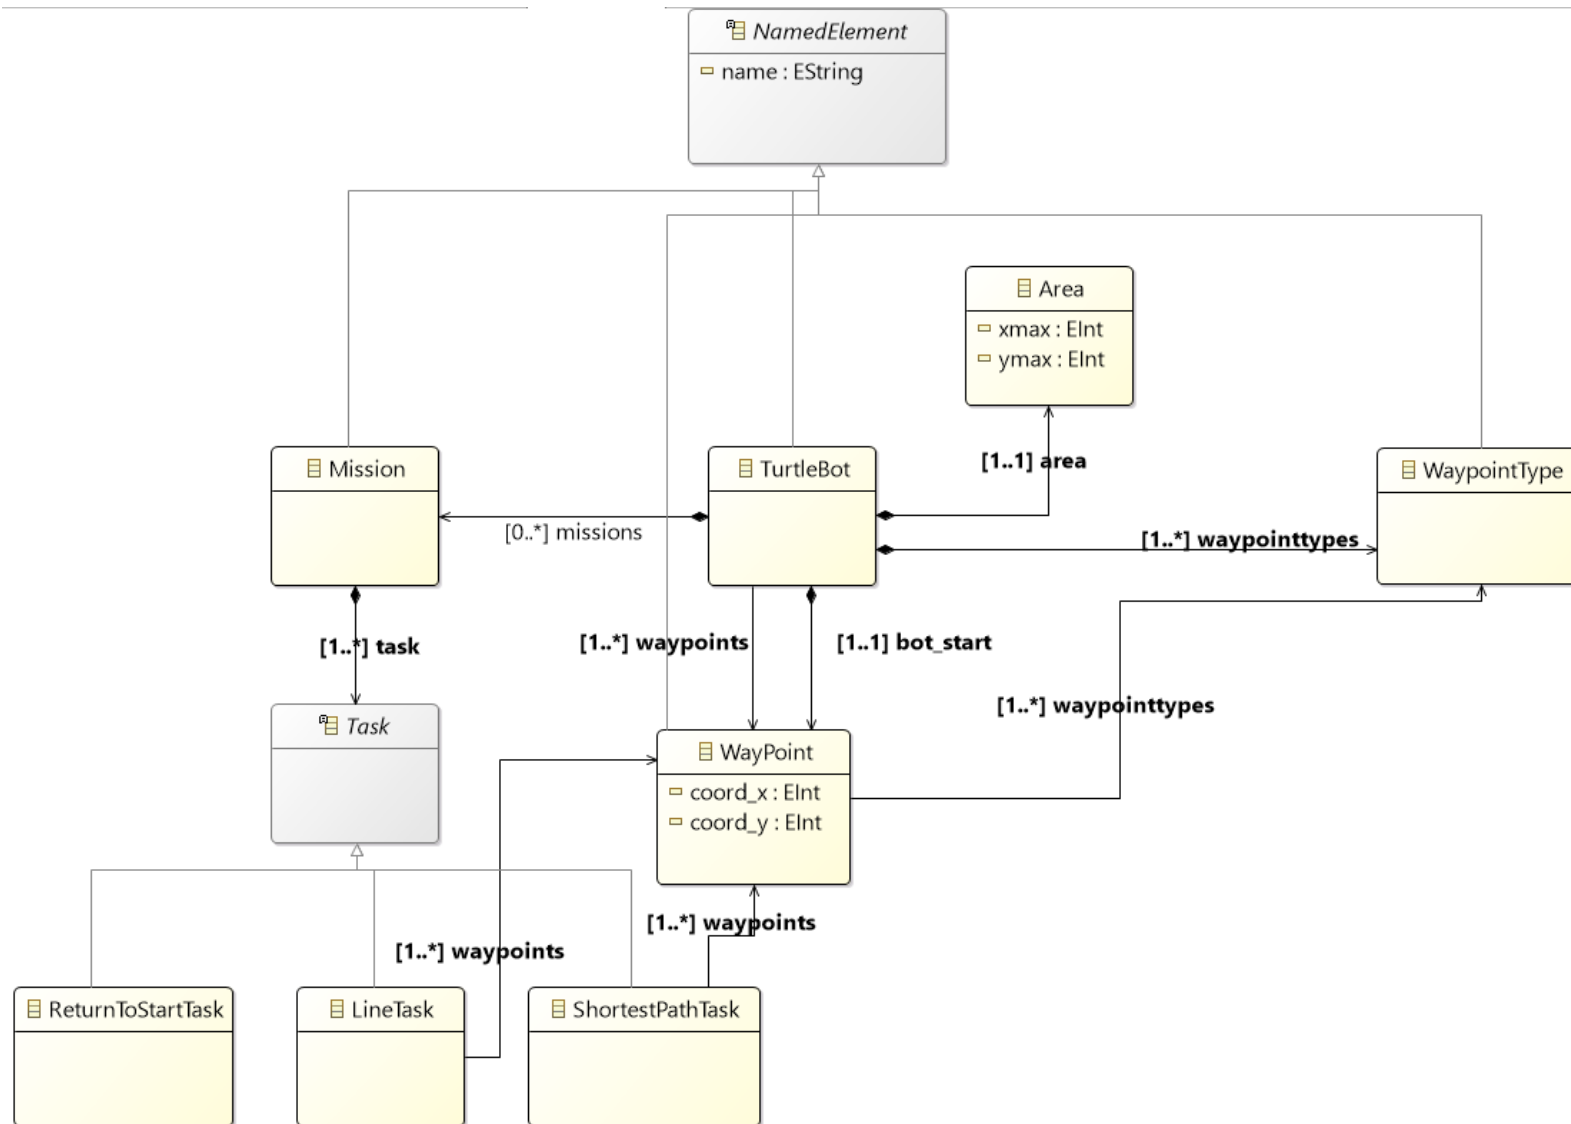 NamedElement
name : EString
Area
xmax : EInt
ymax : EInt
Mission
TurtleBot
[1..1] area
WaypointType
[0..*] missions
[1..*] waypointtypes
[1..*] task
[1..*] waypoints
[1..1] bot_start
[1..*] waypointtypes
Task
WayPoint
coord_x : EInt
coord_y : EInt
[1..*] waypoints
[1..*] waypoints
ReturnToStartTask
LineTask
ShortestPathTask